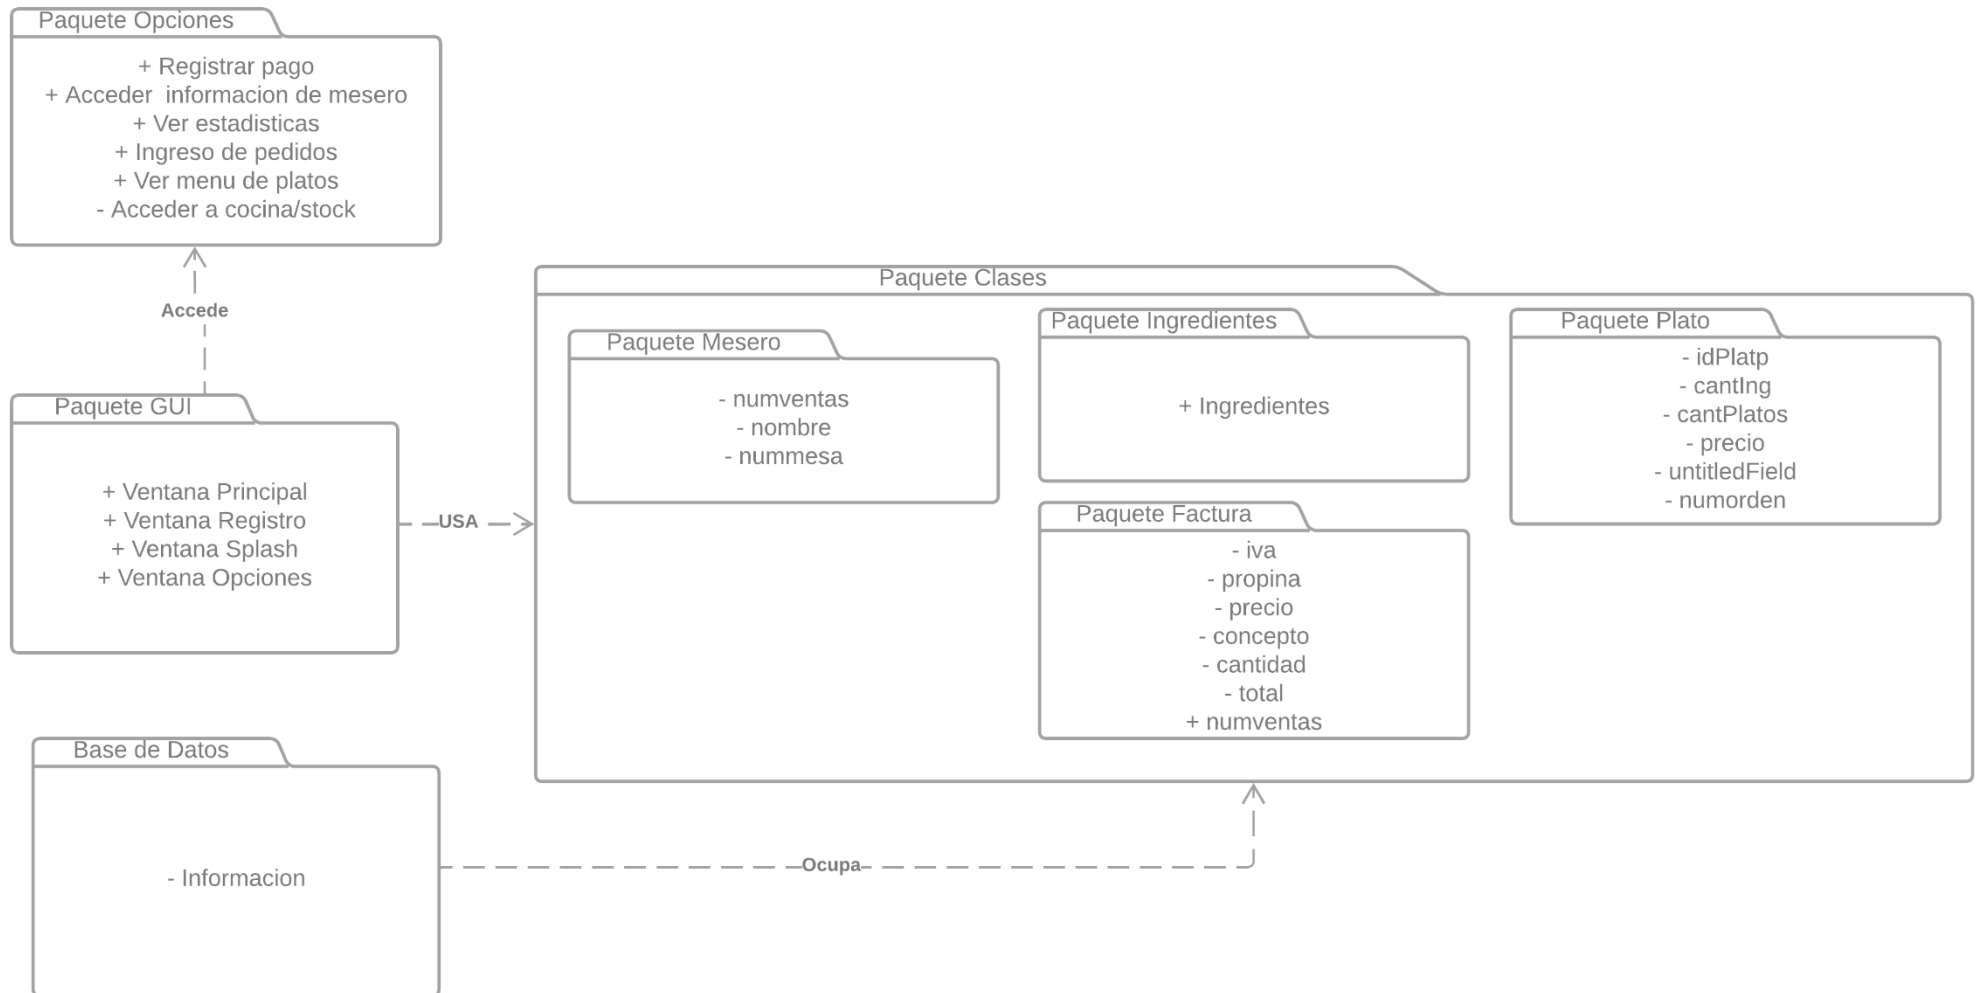 Paquete Opciones
+ Registrar pago
+ Acceder  informacion de mesero
+ Ver estadisticas
+ Ingreso de pedidos
+ Ver menu de platos
- Acceder a cocina/stock
Accede
Paquete GUI
+ Ventana Principal
+ Ventana Registro
+ Ventana Splash
+ Ventana Opciones
USA
Paquete Clases
Paquete Mesero
- numventas
- nombre
- nummesa
Paquete Ingredientes
+ Ingredientes
Paquete Factura
- iva
- propina
- precio
- concepto
- cantidad
- total
+ numventas
Paquete Plato
- idPlatp
- cantIng
- cantPlatos
- precio
- untitledField
- numorden
Base de Datos
- Informacion
Ocupa